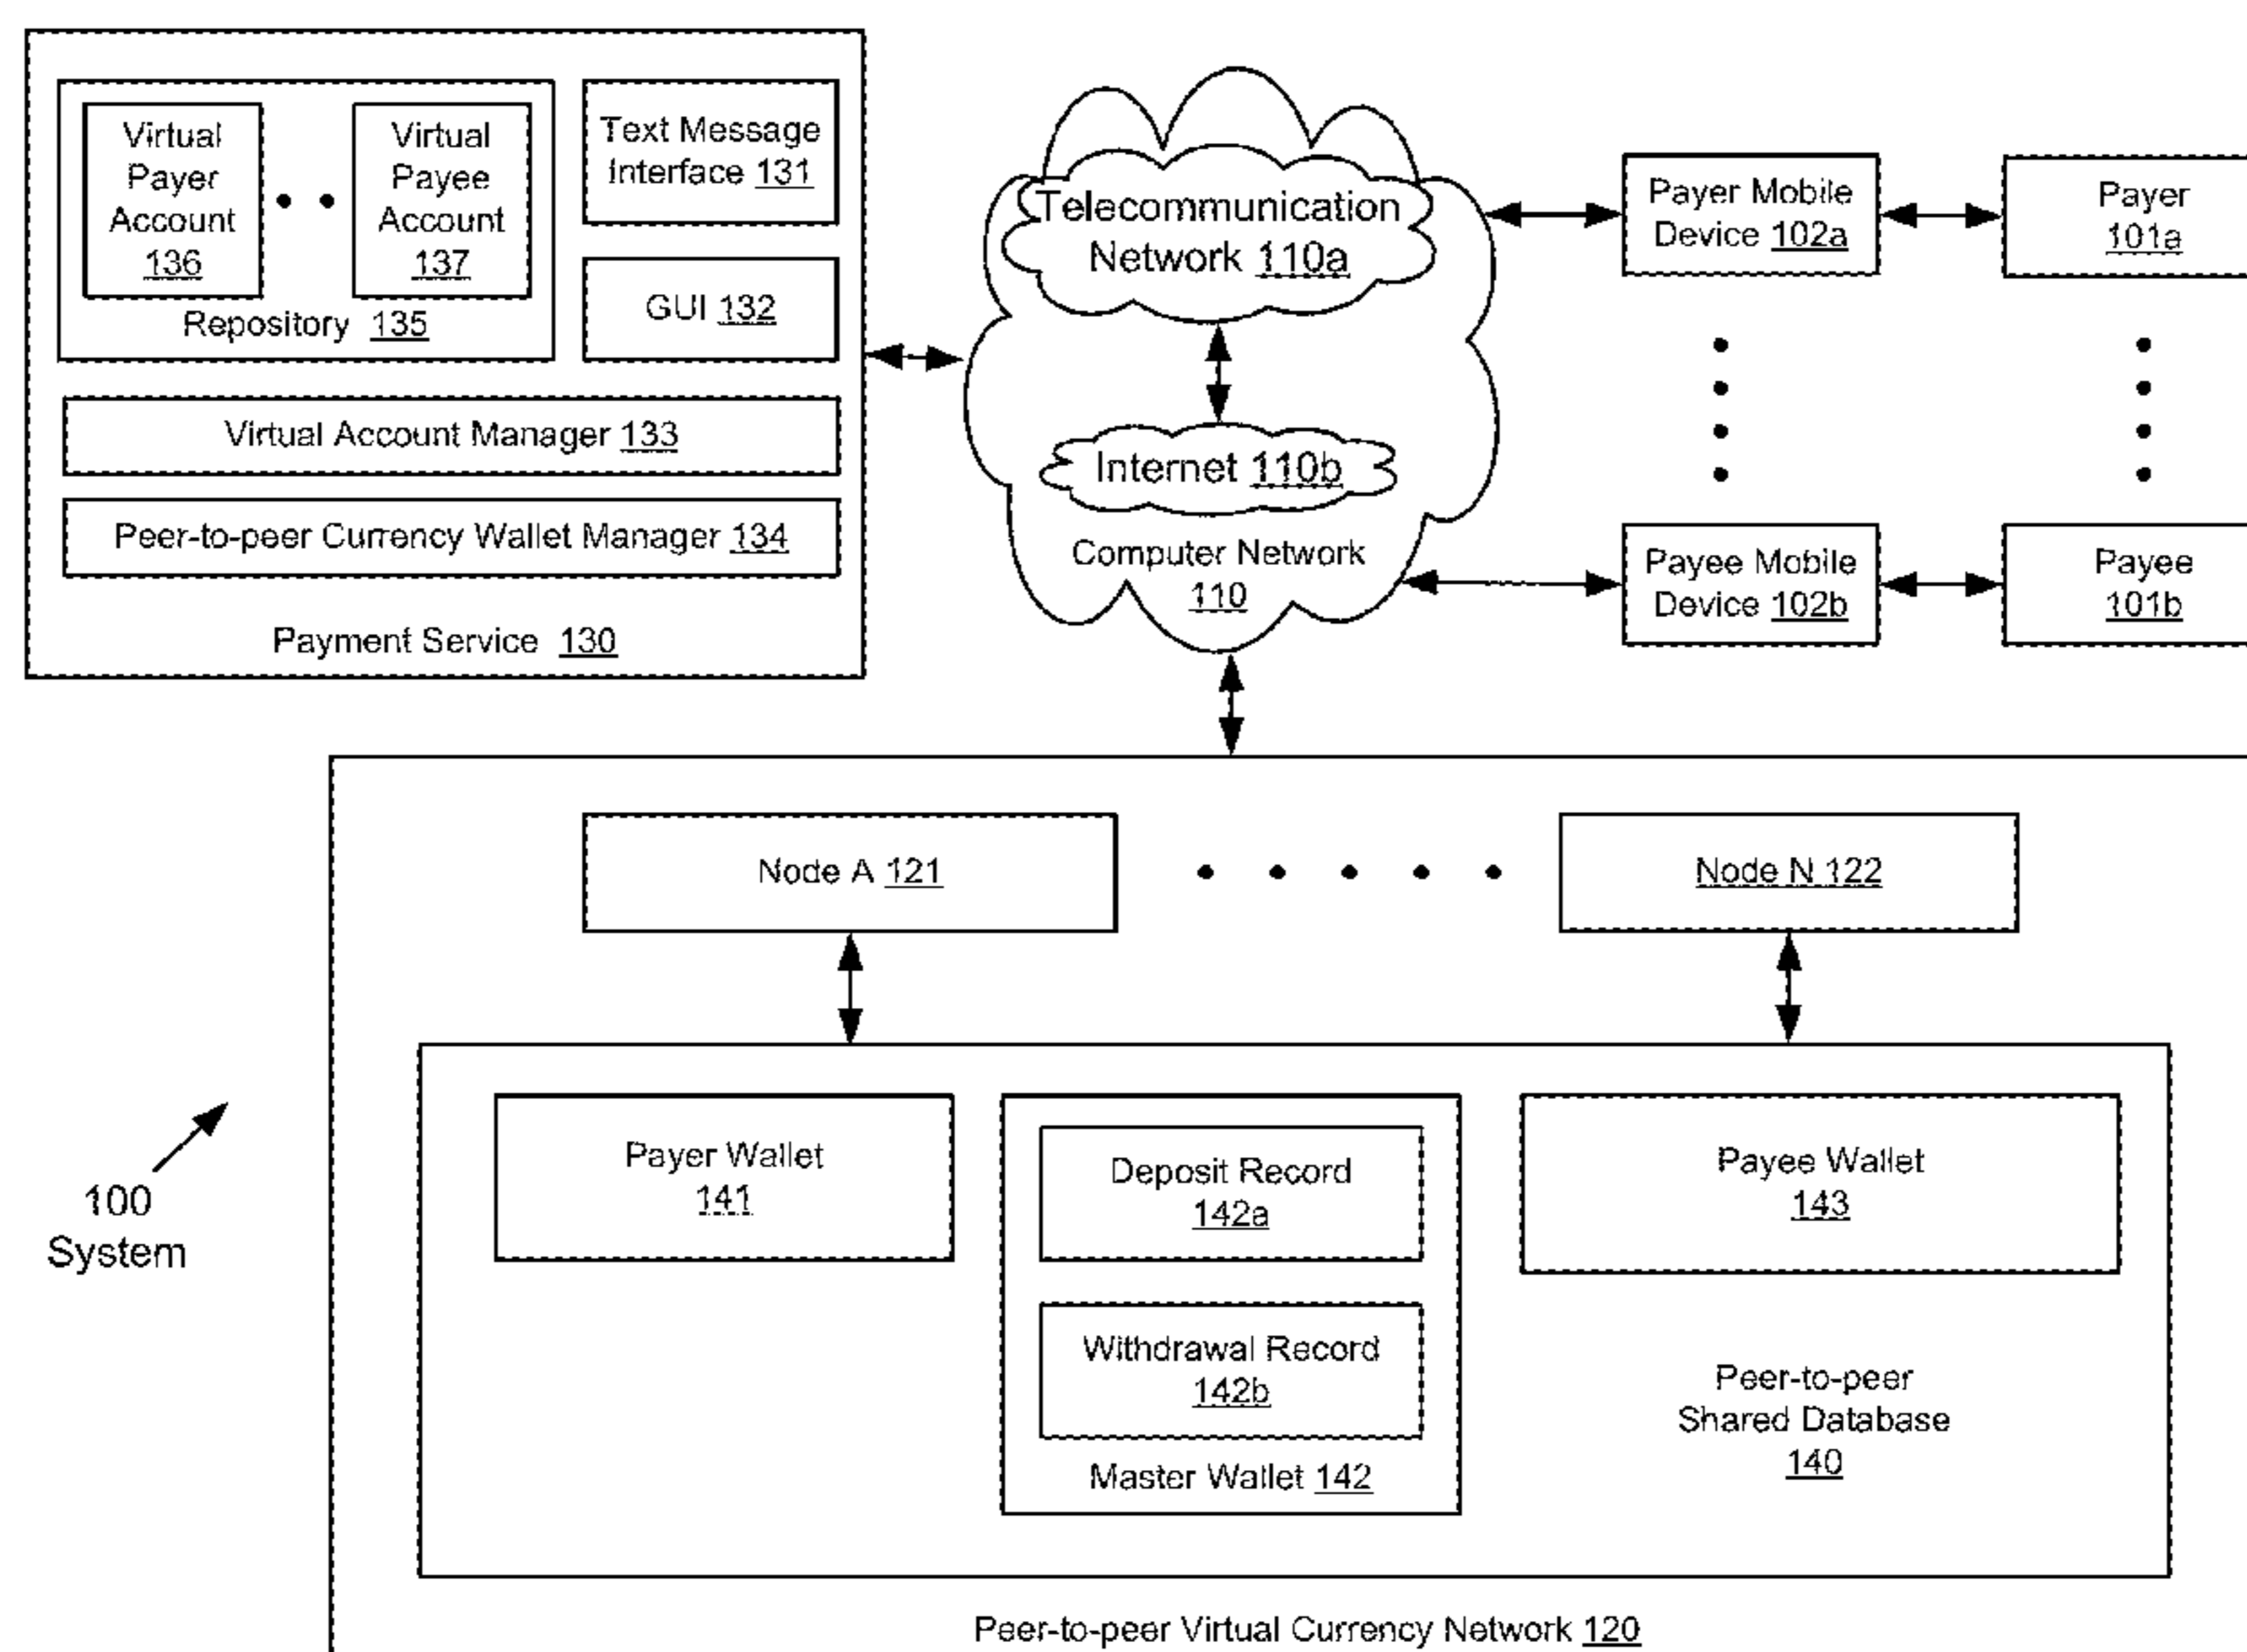 Virtual
Payer
Account
136
Virtual
Payee
Account
137
Repository 135
Text Message
Interface 131
GUI 132
Virtual Account Manager 133
Peer-to-peer Currency Wallet Manager 134
Payment Service 130
Telecommunication
Network 110a
Internet 110b
Computer Network
110
Payer Mobile
Device 102a
Payer
101a
Payee Mobile
Device 102b
Payee
101b
Node A 121
Node N 122
Payer Wallet
141
Deposit Record
142a
Withdrawal Record
142b
Master Wallet 142
Payee Wallet
143
Peer-to-peer
Shared Database
140
100
System
Peer-to-peer Virtual Currency Network 120